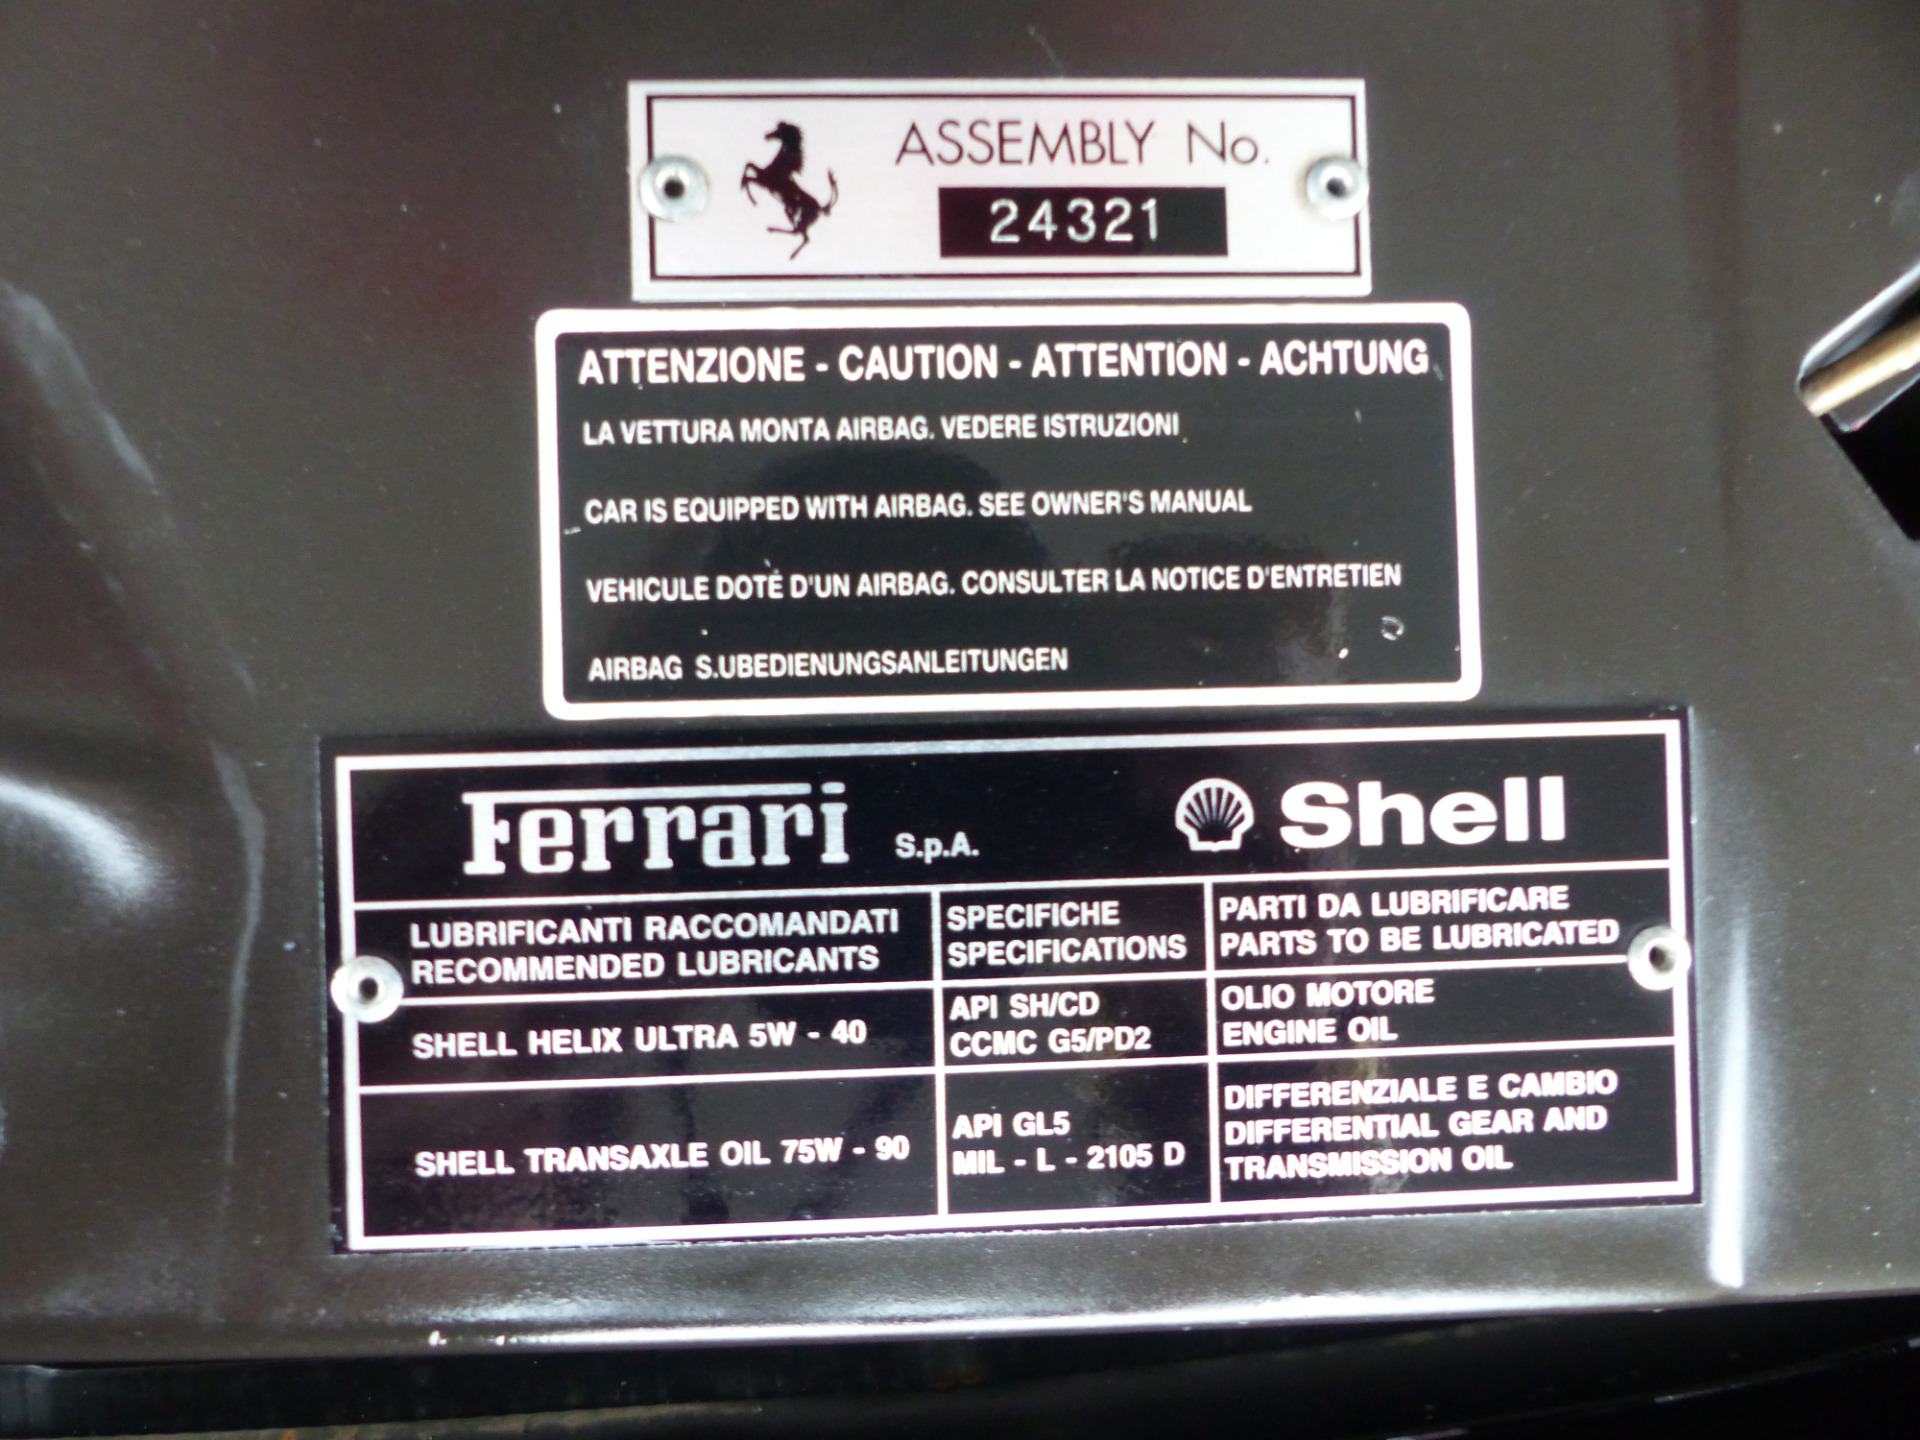 ASSEMBLY No.
24321
ATTENZIONE - CAUTION - ATTENTION - ACHTUNG
LA VETTURA MONTA AIRBAG. VEDERE ISTRUZIONI
CAR IS EQUIPPED WITH AIRBAG. SEE OWNER'S MANUAL
VEHICULE DOTÉ D'UN AIRBAG. CONSULTER LA NOTICE D'ENTRETIEN
AIRBAG S.UBEDIENUNGSANLEITUNGEN
Ferrari S.p.A. Shell
LUBRIFICANTI RACCOMANDATI
RECOMMENDED LUBRICANTS
SPECIFICHE
SPECIFICATIONS
PARTI DA LUBRIFICARE
PARTS TO BE LUBRICATED
SHELL HELIX ULTRA 5W - 40
API SH/CD
CCMC G5/PD2
OLIO MOTORE
ENGINE OIL
SHELL TRANSAXLE OIL 75W - 90
API GL5
MIL - L - 2105 D
DIFFERENZIALE E CAMBIO
DIFFERENTIAL GEAR AND
TRANSMISSION OIL